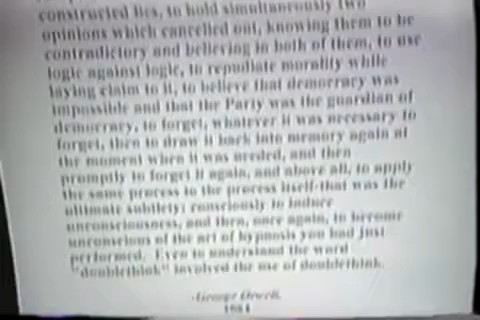 constructed lies, to hold simultaneously two
opinions which cancelled out, knowing them to be
contradictory and believing in both of them, to use
logic against logic, to repudiate morality while
laying claim to it, to believe that democracy was
impossible and that the Party was the guardian of
democracy, to forget, whatever it was necessary to
forget, then to draw it back into memory again at
the moment when it was needed, and then
promptly to forget it again, and above all, to apply
the same process to the process itself-that was the
ultimate subtlety: consciously to induce
unconsciousness, and then, once again, to become
unconscious of the act of hypnosis you had just
performed. Even to understand the word
"doublethink" involved the use of doublethink.
-George Orwell,
1984